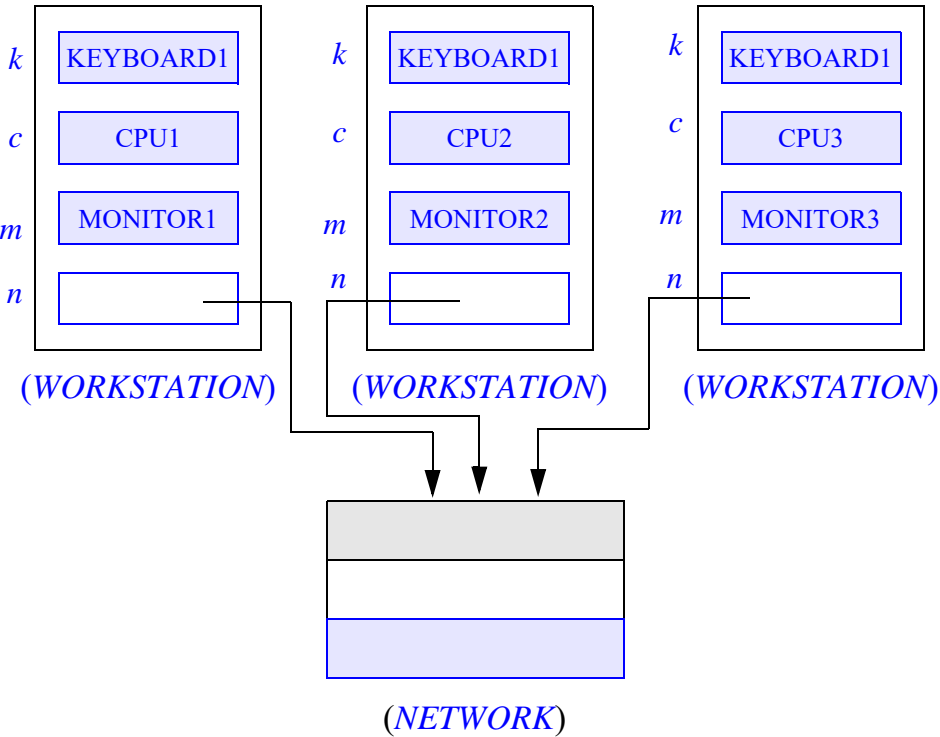 k KEYBOARD1
c CPU1
m MONITOR1
n
(WORKSTATION)
k KEYBOARD1
c CPU2
m MONITOR2
n
(WORKSTATION)
k KEYBOARD1
c CPU3
m MONITOR3
n
(WORKSTATION)
(NETWORK)